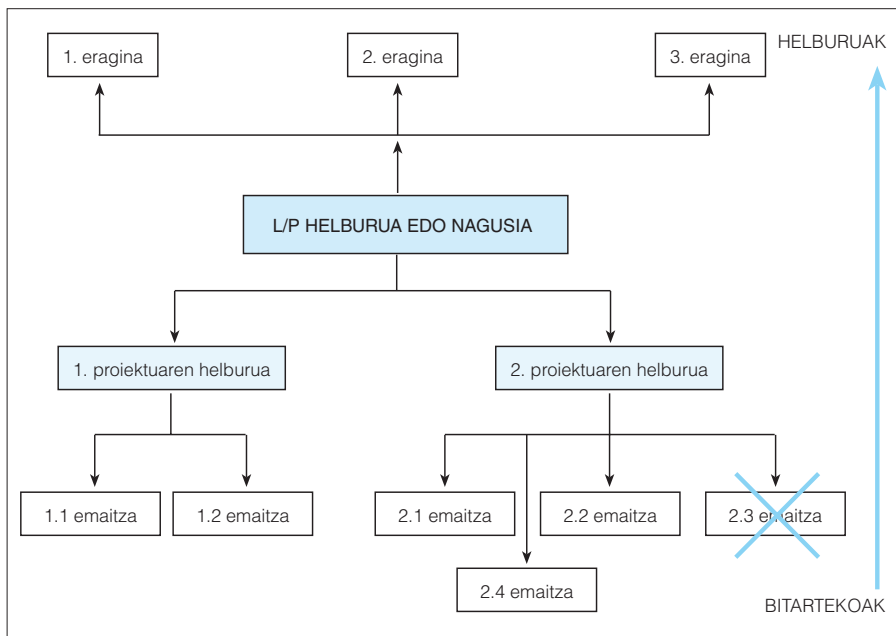 HELBURUAK
1. eragina
2. eragina
3. eragina
L/P HELBURUA EDO NAGUSIA
1. proiektuaren helburua
2. proiektuaren helburua
1.1 emaitza
1.2 emaitza
2.1 emaitza
2.2 emaitza
2.3 emaitza
2.4 emaitza
BITARTEKOAK